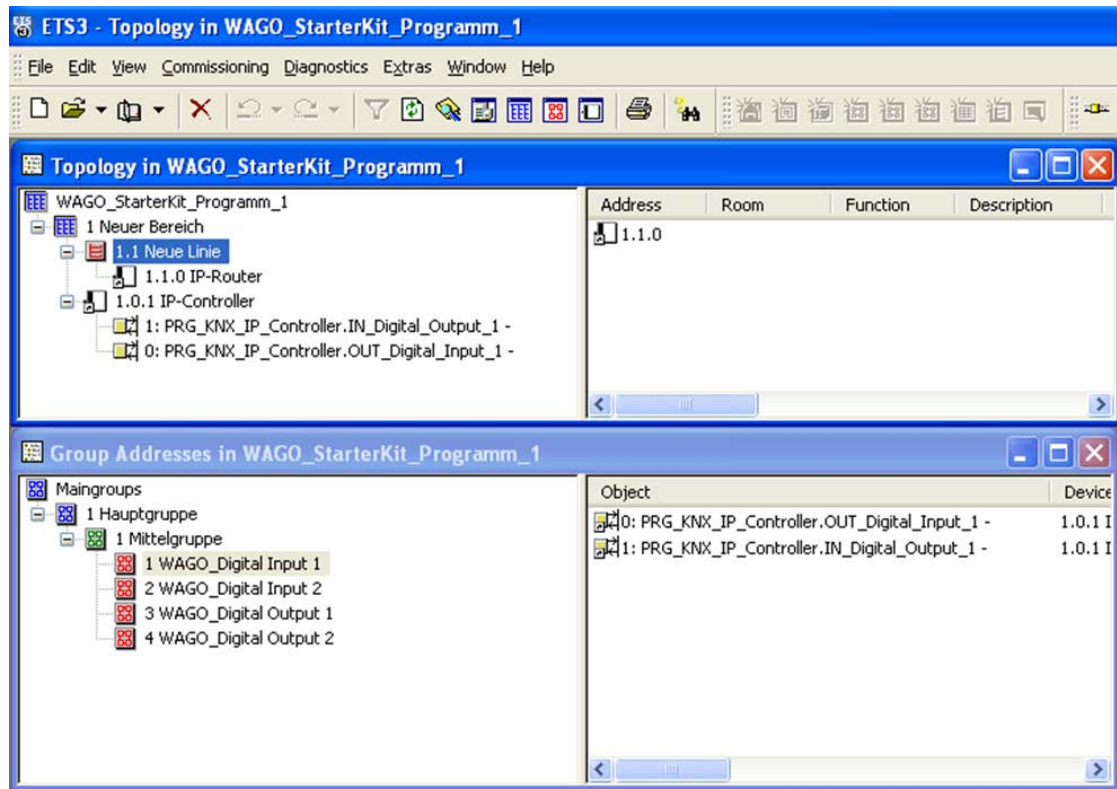 ETS3 - Topology in WAGO_StarterKit_Programm_1
File Edit View Commissioning Diagnostics Extras Window Help
Topology in WAGO_StarterKit_Programm_1
WAGO_StarterKit_Programm_1
1 Neuer Bereich
1.1 Neue Linie
1.1.0 IP-Router
1.0.1 IP-Controller
1: PRG_KNX_IP_Controller.IN_Digital_Output_1 -
0: PRG_KNX_IP_Controller.OUT_Digital_Input_1 -
Address Room Function Description
1.1.0
Group Addresses in WAGO_StarterKit_Programm_1
Maingroups
1 Hauptgruppe
1 Mittelgruppe
1 WAGO_Digital Input 1
2 WAGO_Digital Input 2
3 WAGO_Digital Output 1
4 WAGO_Digital Output 2
Object Device
0: PRG_KNX_IP_Controller.OUT_Digital_Input_1 - 1.0.1 I
1: PRG_KNX_IP_Controller.IN_Digital_Output_1 - 1.0.1 I